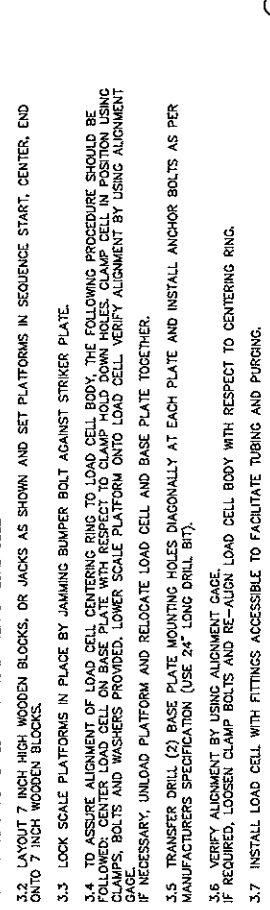 3.2 LAYOUT 7 INCH HIGH WOODEN BLOCKS, OR JACKS AS SHOWN AND SET PLATFORMS IN SEQUENCE START, CENTER, END
ONTO 7 INCH WOODEN BLOCKS.
3.3 LOCK SCALE PLATFORMS IN PLACE BY JAMMING BUMPER BOLT AGAINST STRIKER PLATE.
3.4 TO ASSURE ALIGNMENT OF LOAD CELL CENTERING RING TO LOAD CELL BODY, THE FOLLOWING PROCEDURE SHOULD BE
FOLLOWED: CENTER LOAD CELL ON BASE PLATE WITH RESPECT TO CLAMP HOLD DOWN HOLES. CLAMP CELL IN POSITION USING
CLAMPS, BOLTS AND WASHERS PROVIDED. LOWER SCALE PLATFORM ONTO LOAD CELL. VERIFY ALIGNMENT BY USING ALIGNMENT
GAGE.
IF NECESSARY, UNLOAD PLATFORM AND RELOCATE LOAD CELL AND BASE PLATE TOGETHER.
3.5 TRANSFER DRILL (2) BASE PLATE MOUNTING HOLES DIAGONALLY AT EACH PLATE AND INSTALL ANCHOR BOLTS AS PER
MANUFACTURERS SPECIFICATION (USE 24" LONG DRILL BIT).
3.6 VERIFY ALIGNMENT BY USING ALIGNMENT GAGE.
IF REQUIRED, LOOSEN CLAMP BOLTS AND RE-ALIGN LOAD CELL BODY WITH RESPECT TO CENTERING RING.
3.7 INSTALL LOAD CELL WITH FITTINGS ACCESSIBLE TO FACILITATE TUBING AND PURGING.